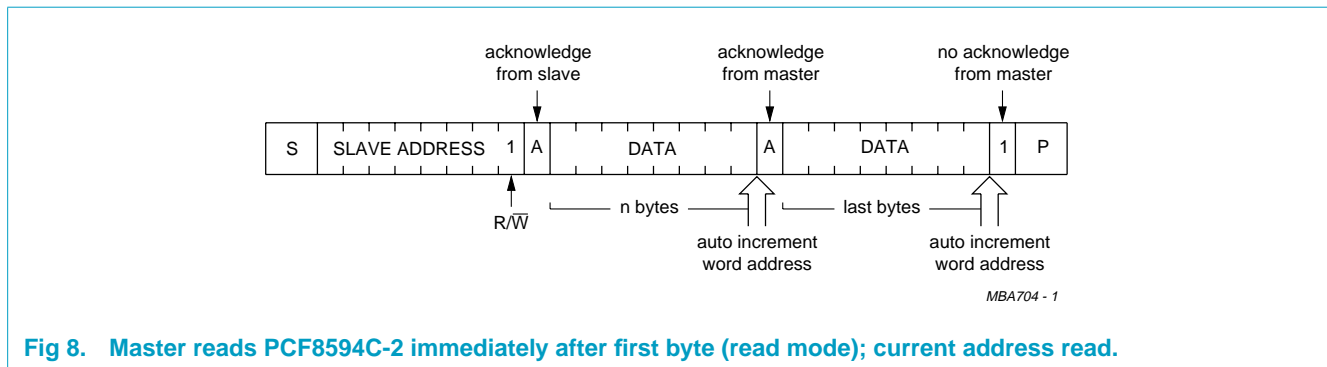 acknowledge
from slave
acknowledge
from master
no acknowledge
from master
S SLAVE ADDRESS 1 A DATA A DATA 1 P
R/W̅
n bytes
last bytes
auto increment
word address
auto increment
word address
MBA704 - 1
Fig 8. Master reads PCF8594C-2 immediately after first byte (read mode); current address read.